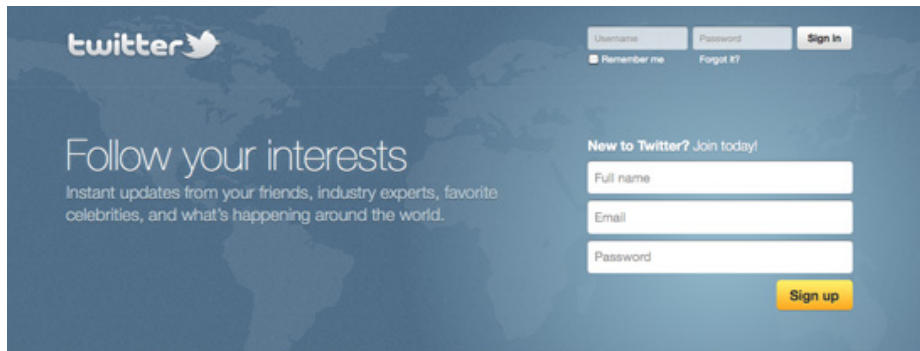 twitter
Username Password Sign in
Remember me Forgot it?
Follow your interests
Instant updates from your friends, industry experts, favorite
celebrities, and what's happening around the world.
New to Twitter? Join today!
Full name
Email
Password
Sign up